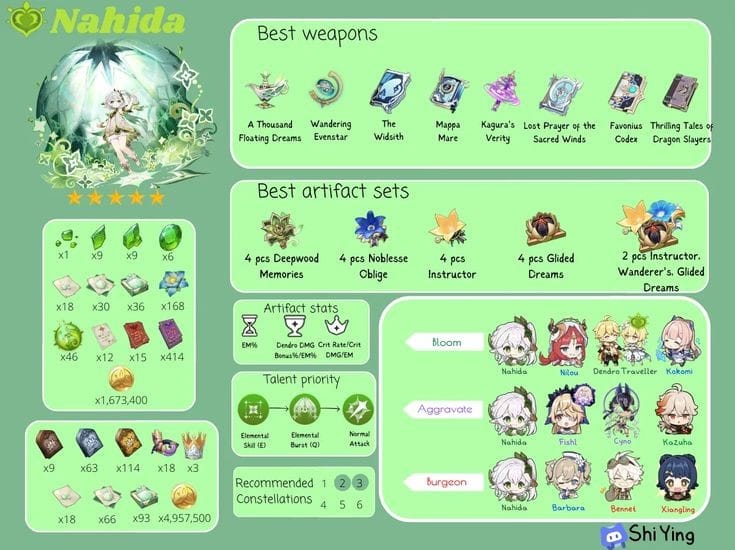 Nahida
Best weapons
A Thousand
Floating Dreams
Wandering
Evenstar
The
Widsith
Mappa
Mare
Kagura's
Verity
Lost Prayer of the
Sacred Winds
Favonius
Codex
Thrilling Tales of
Dragon Slayers
Best artifact sets
4 pcs Deepwood
Memories
4 pcs Noblesse
Oblige
4 pcs
Instructor
4 pcs Glided
Dreams
2 pcs Instructor.
Wanderer's. Glided
Dreams
x1 x9 x9 x6
x18 x30 x36 x168
x46 x12 x15 x414
x1,673,400
Artifact stats
EM%
Dendro DMG
Bonus%/EM%
Crit Rate/Crit
DMG/EM
Talent priority
Elemental
Skill (E)
Elemental
Burst (Q)
Normal
Attack
Recommended
Constellations
1 2 3
4 5 6
Bloom
Nahida Nilou Dendro Traveller Kokomi
Aggravate
Nahida Fishl Cyno Kazuha
Burgeon
Nahida Barbara Bennet Xiangling
x9 x63 x114 x18 x3
x18 x66 x93 x4,957,500
Shi Ying